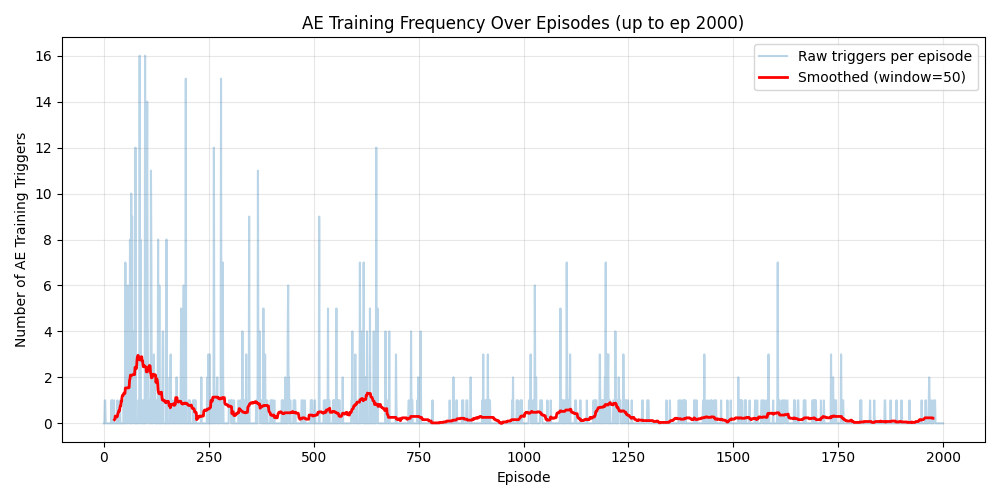 AE Training Frequency Over Episodes (up to ep 2000)
Raw triggers per episode
Smoothed (window=50)
Number of AE Training Triggers
16
14
12
10
8
6
4
2
0
0 250 500 750 1000 1250 1500 1750 2000
Episode